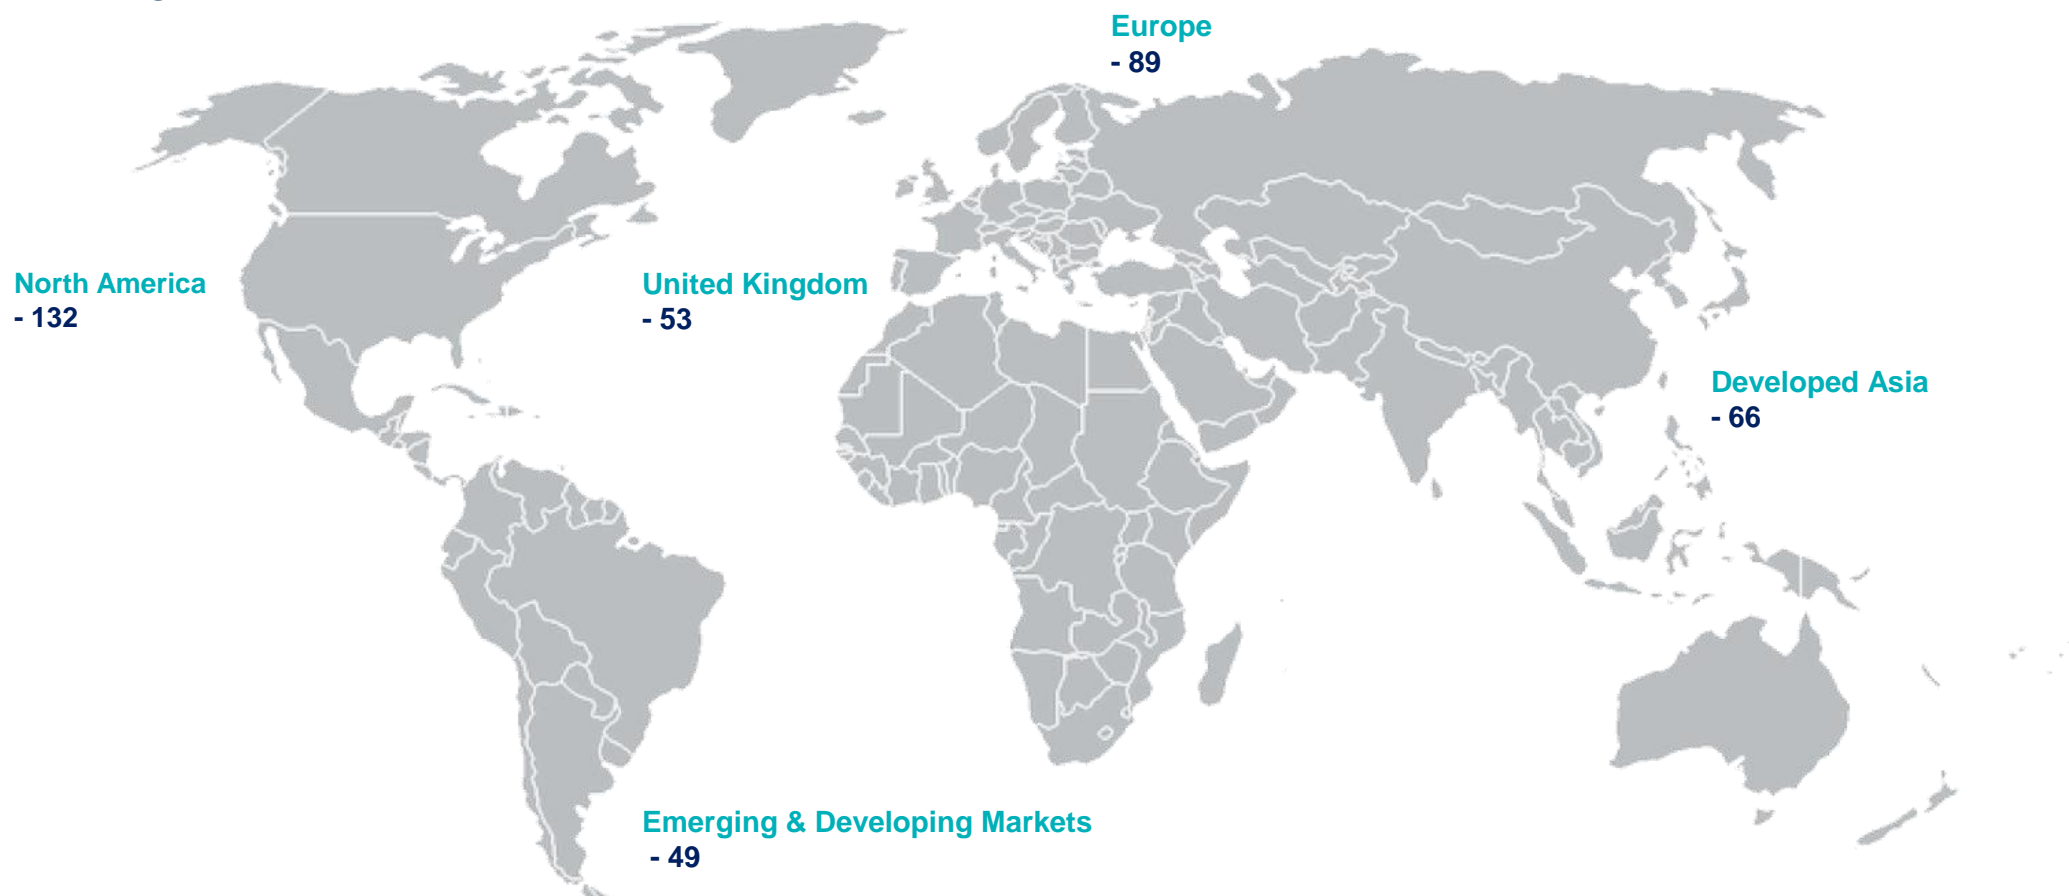 Europe
- 89
North America
- 132
United Kingdom
- 53
Developed Asia
- 66
Emerging & Developing Markets
- 49